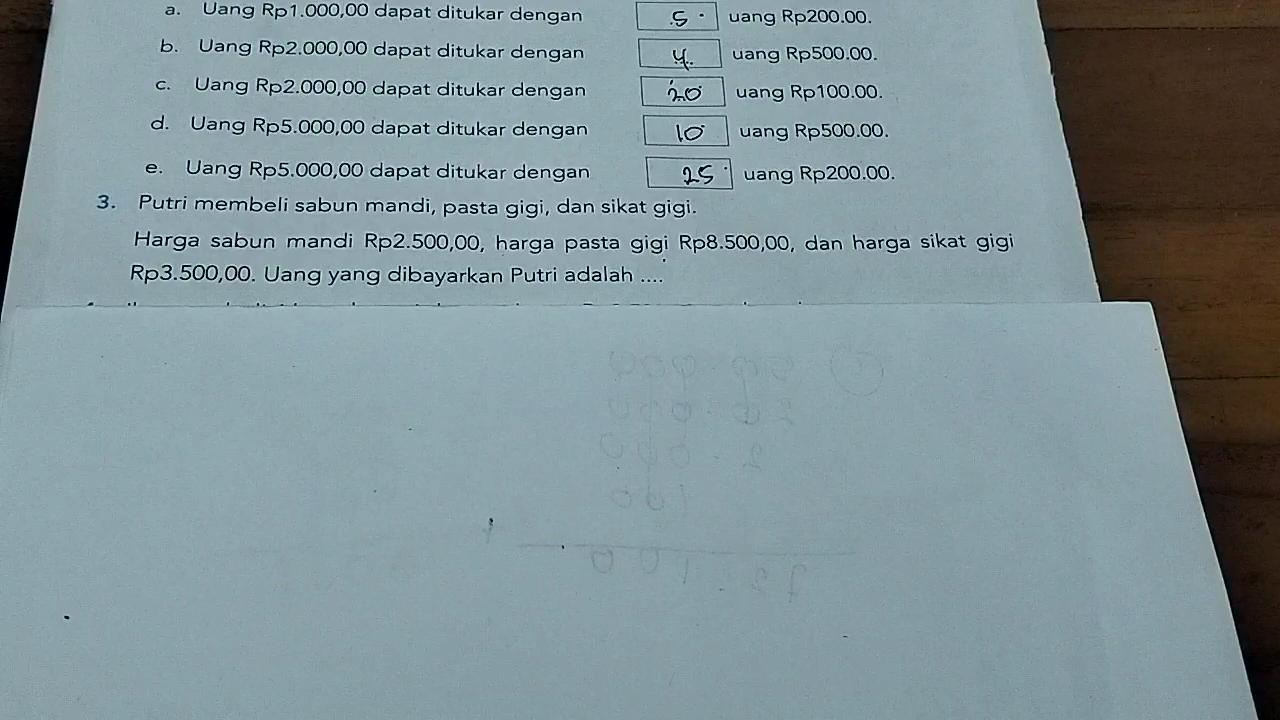 a. Uang Rp1.000,00 dapat ditukar dengan 5 uang Rp200.00.
b. Uang Rp2.000,00 dapat ditukar dengan 4 uang Rp500.00.
c. Uang Rp2.000,00 dapat ditukar dengan 20 uang Rp100.00.
d. Uang Rp5.000,00 dapat ditukar dengan 10 uang Rp500.00.
e. Uang Rp5.000,00 dapat ditukar dengan 25 uang Rp200.00.
3. Putri membeli sabun mandi, pasta gigi, dan sikat gigi.
Harga sabun mandi Rp2.500,00, harga pasta gigi Rp8.500,00, dan harga sikat gigi
Rp3.500,00. Uang yang dibayarkan Putri adalah ....